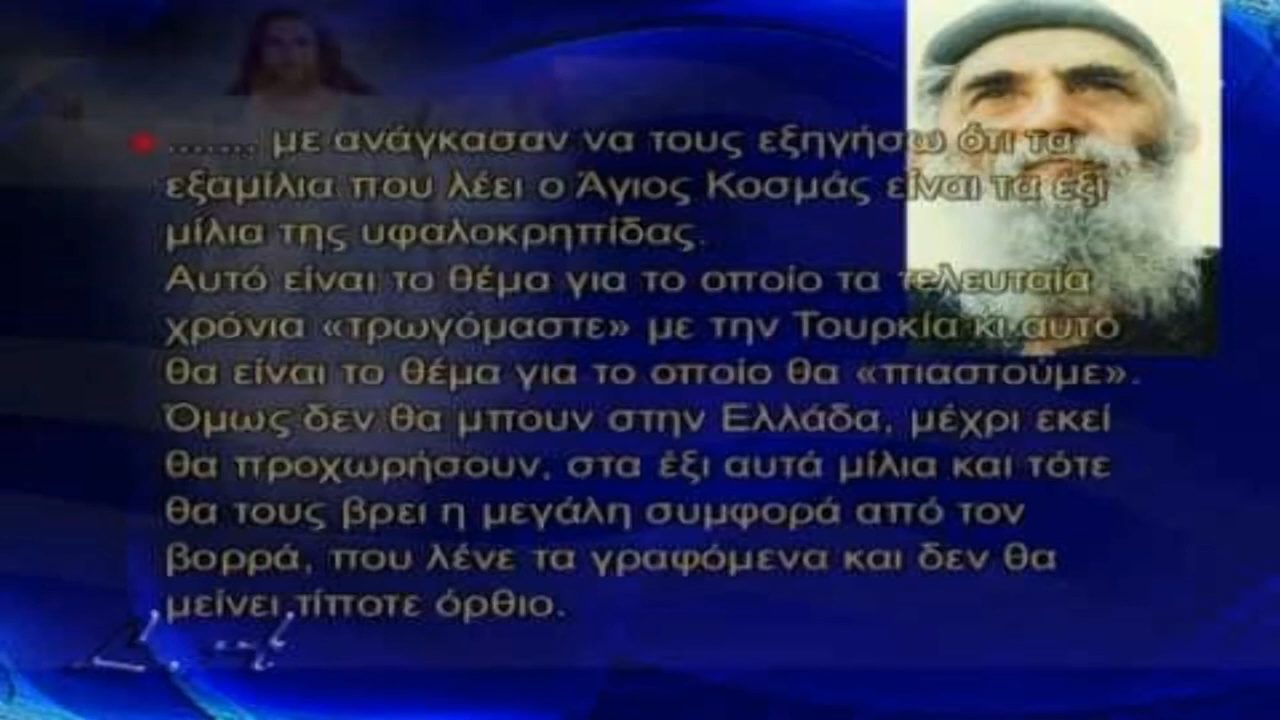 ....... με ανάγκασαν να τους εξηγήσω ότι τα
εξαμίλια που λέει ο Άγιος Κοσμάς είναι τα έξι
μίλια της υφαλοκρηπίδας.
Αυτό είναι το θέμα για το οποίο τα τελευταία
χρόνια «τρωγόμαστε» με την Τουρκία κι αυτό
θα είναι το θέμα για το οποίο θα «πιαστούμε».
Όμως δεν θα μπουν στην Ελλάδα, μέχρι εκεί
θα προχωρήσουν, στα έξι αυτά μίλια και τότε
θα τους βρει η μεγάλη συμφορά από τον
βορρά, που λένε τα γραφόμενα και δεν θα
μείνει τίποτε όρθιο.